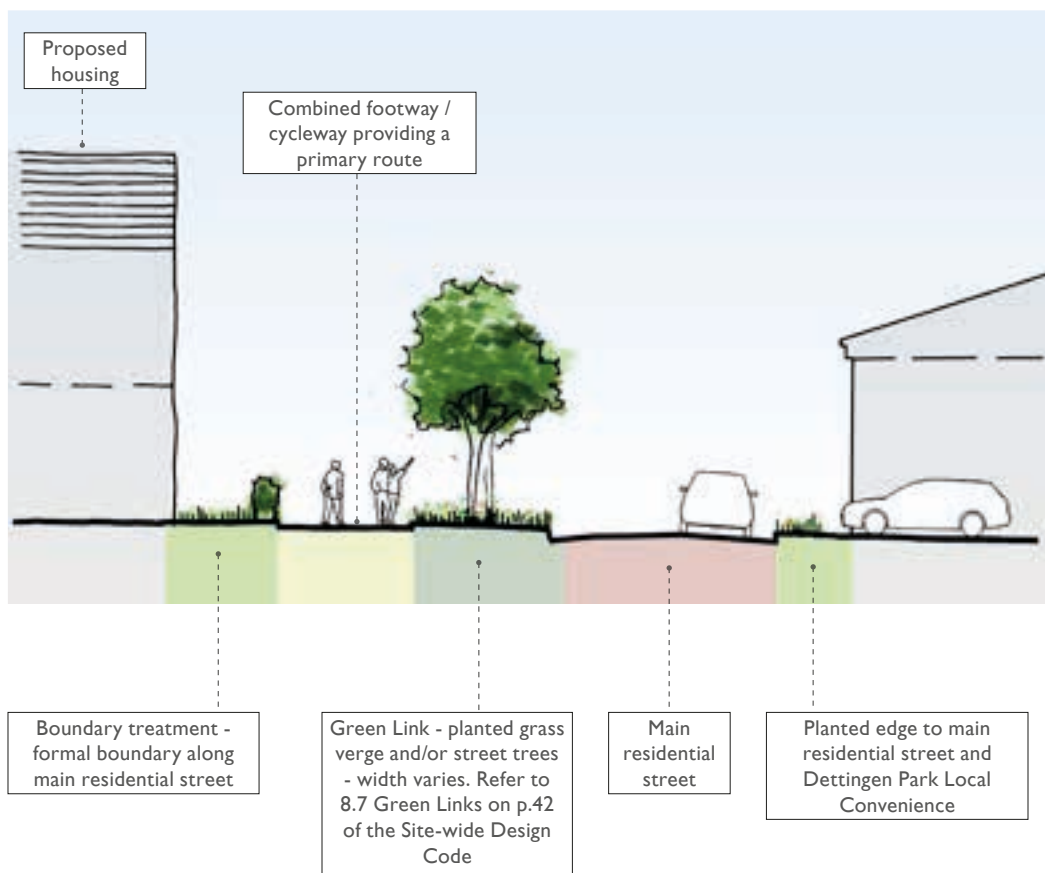 Proposed
housing
Combined footway /
cycleway providing a
primary route
Boundary treatment -
formal boundary along
main residential street
Green Link - planted grass
verge and/or street trees
- width varies. Refer to
8.7 Green Links on p.42
of the Site-wide Design
Code
Main
residential
street
Planted edge to main
residential street and
Dettingen Park Local
Convenience